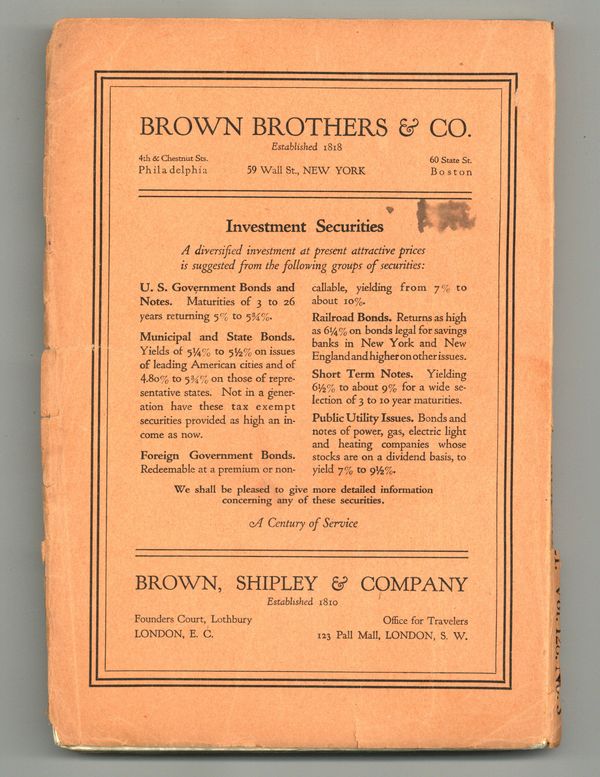 BROWN BROTHERS & CO.
Established 1818
4th & Chestnut Sts.
Philadelphia
59 Wall St., NEW YORK
60 State St.
Boston
Investment Securities
A diversified investment at present attractive prices
is suggested from the following groups of securities:
U. S. Government Bonds and
Notes. Maturities of 3 to 26
years returning 5% to 5¾%.
Municipal and State Bonds.
Yields of 5¼% to 5½% on issues
of leading American cities and of
4.80% to 5¾% on those of repre-
sentative states. Not in a gener-
ation have these tax exempt
securities provided as high an in-
come as now.
Foreign Government Bonds.
Redeemable at a premium or non-
callable, yielding from 7% to
about 10%.
Railroad Bonds. Returns as high
as 6¼% on bonds legal for savings
banks in New York and New
England and higher on other issues.
Short Term Notes. Yielding
6½% to about 9% for a wide se-
lection of 3 to 10 year maturities.
Public Utility Issues. Bonds and
notes of power, gas, electric light
and heating companies whose
stocks are on a dividend basis, to
yield 7% to 9½%.
We shall be pleased to give more detailed information
concerning any of these securities.
A Century of Service
BROWN, SHIPLEY & COMPANY
Established 1810
Founders Court, Lothbury
LONDON, E. C.
Office for Travelers
123 Pall Mall, LONDON, S. W.